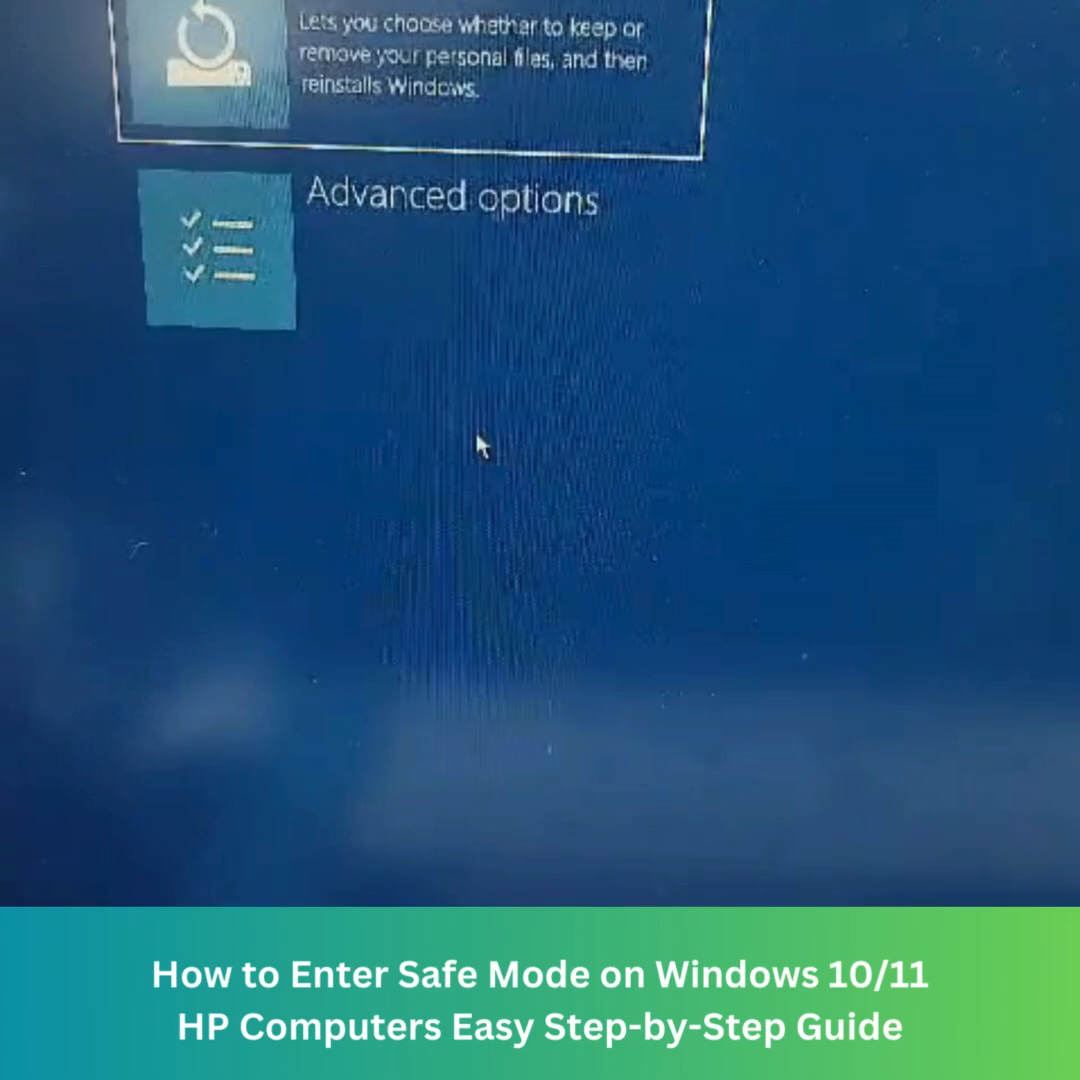 Lets you choose whether to keep or
remove your personal files, and then
reinstalls Windows.
Advanced options
How to Enter Safe Mode on Windows 10/11
HP Computers Easy Step-by-Step Guide